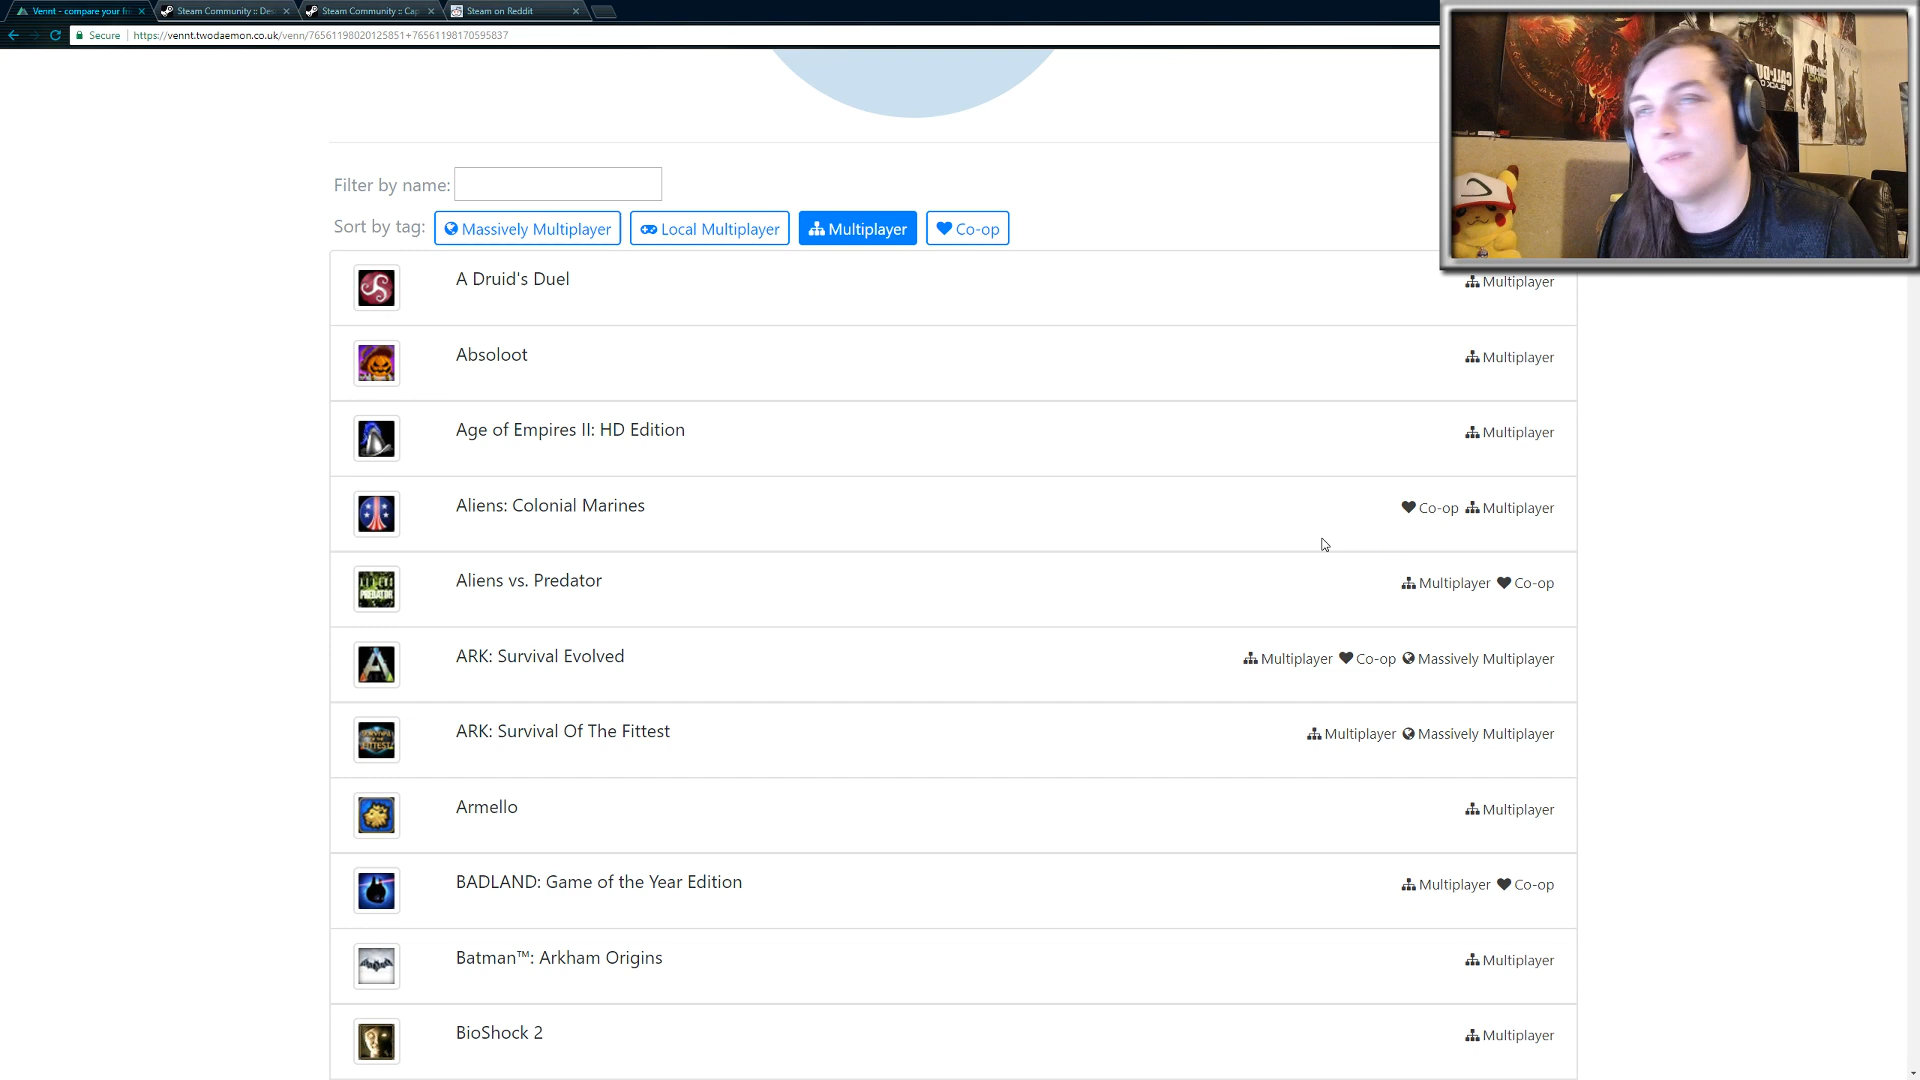 Vennt - compare your fri
Steam Community :: De
Steam Community :: Ca
Steam on Reddit
Secure https://vennt.twodaemon.co.uk/venn/76561198020125851+76561198170595837
Filter by name:
Sort by tag: Massively Multiplayer Local Multiplayer Multiplayer Co-op
A Druid's Duel Multiplayer
Absoloot Multiplayer
Age of Empires II: HD Edition Multiplayer
Aliens: Colonial Marines Co-op Multiplayer
Aliens vs. Predator Multiplayer Co-op
ARK: Survival Evolved Multiplayer Co-op Massively Multiplayer
ARK: Survival Of The Fittest Multiplayer Massively Multiplayer
Armello Multiplayer
BADLAND: Game of the Year Edition Multiplayer Co-op
Batman™: Arkham Origins Multiplayer
BioShock 2 Multiplayer